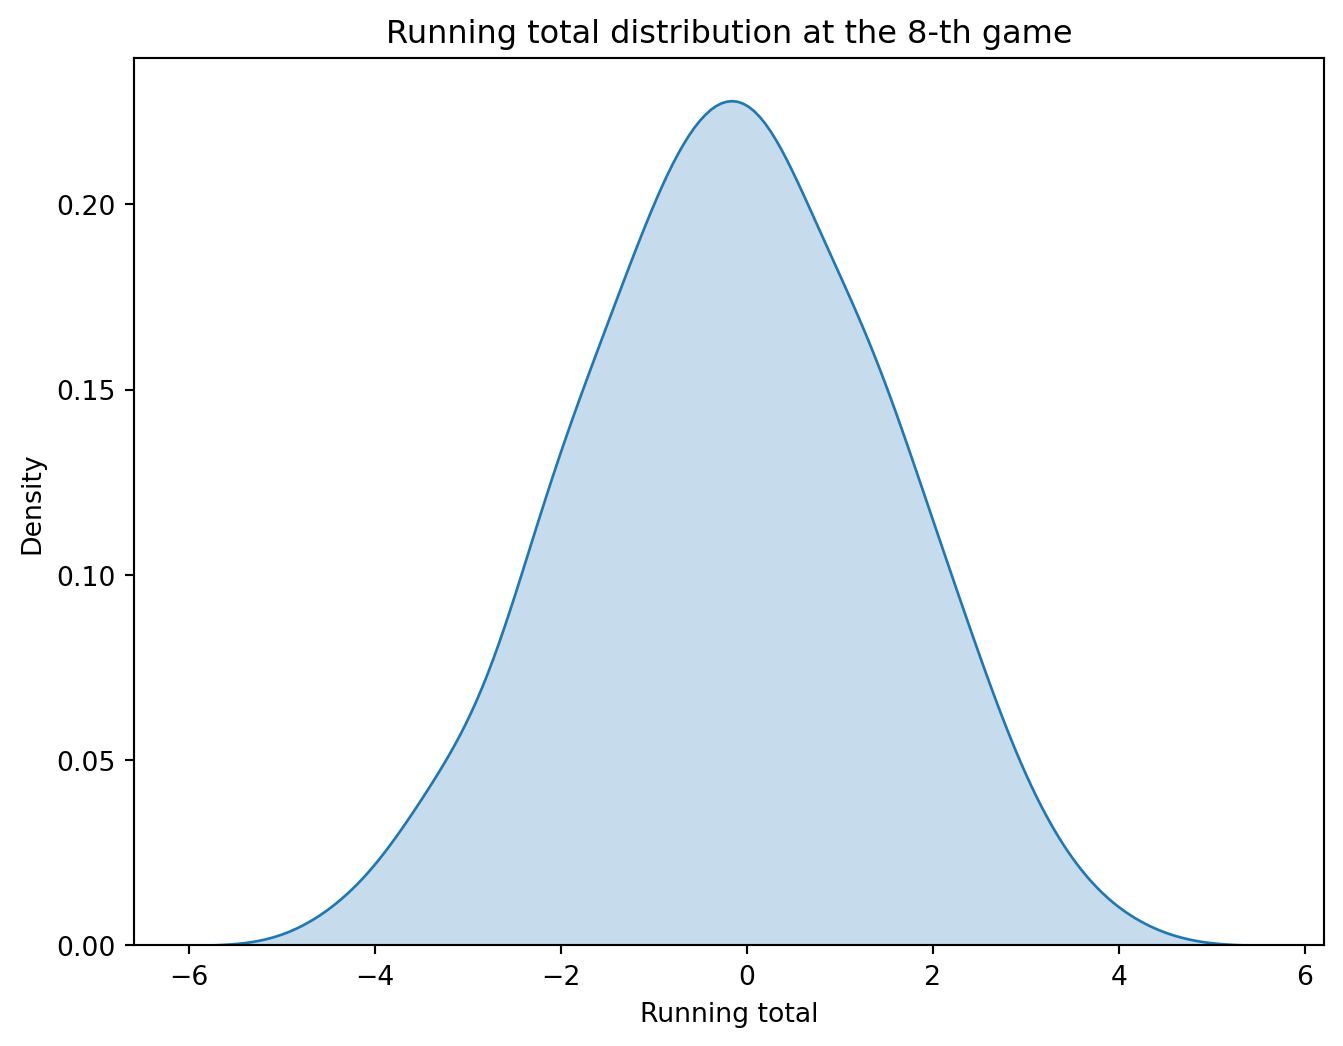 Running total distribution at the 8-th game
Density
0.20
0.15
0.10
0.05
0.00
−6 −4 −2 0 2 4 6
Running total